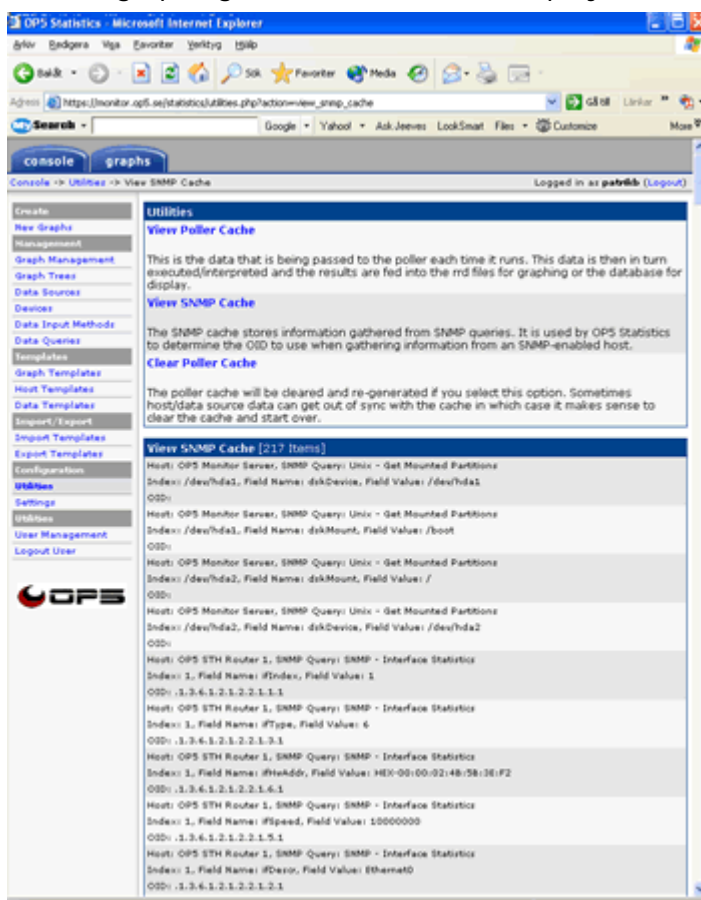 OP5 Statistics - Microsoft Internet Explorer
Arkiv Redigera Visa Favoriter Verktyg Hjälp
Bakåt Sök Favoriter Media
Adress https://monitor.op5.se/statistics/utilities.php?action=view_snmp_cache Gå till Länkar
My Search Google Yahoo! Ask Jeeves LookSmart Files Customize More
console graphs
Console -> Utilities -> View SNMP Cache Logged in as patrikb (Logout)
Create
New Graphs
Management
Graph Management
Graph Trees
Data Sources
Devices
Data Input Methods
Data Queries
Templates
Graph Templates
Host Templates
Data Templates
Import/Export
Import Templates
Export Templates
Configuration
Utilities
Settings
Utilities
User Management
Logout User
OP5
Utilities
View Poller Cache
This is the data that is being passed to the poller each time it runs. This data is then in turn
executed/interpreted and the results are fed into the rrd files for graphing or the database for
display.
View SNMP Cache
The SNMP cache stores information gathered from SNMP queries. It is used by OP5 Statistics
to determine the OID to use when gathering information from an SNMP-enabled host.
Clear Poller Cache
The poller cache will be cleared and re-generated if you select this option. Sometimes
host/data source data can get out of sync with the cache in which case it makes sense to
clear the cache and start over.
View SNMP Cache [217 Items]
Host: OP5 Monitor Server, SNMP Query: Unix - Get Mounted Partitions
Index: /dev/hda1, Field Name: dskDevice, Field Value: /dev/hda1
OID:
Host: OP5 Monitor Server, SNMP Query: Unix - Get Mounted Partitions
Index: /dev/hda1, Field Name: dskMount, Field Value: /boot
OID:
Host: OP5 Monitor Server, SNMP Query: Unix - Get Mounted Partitions
Index: /dev/hda2, Field Name: dskMount, Field Value: /
OID:
Host: OP5 Monitor Server, SNMP Query: Unix - Get Mounted Partitions
Index: /dev/hda2, Field Name: dskDevice, Field Value: /dev/hda2
OID:
Host: OP5 STH Router 1, SNMP Query: SNMP - Interface Statistics
Index: 1, Field Name: ifIndex, Field Value: 1
OID: .1.3.6.1.2.1.2.2.1.1.1
Host: OP5 STH Router 1, SNMP Query: SNMP - Interface Statistics
Index: 1, Field Name: ifType, Field Value: 6
OID: .1.3.6.1.2.1.2.2.1.3.1
Host: OP5 STH Router 1, SNMP Query: SNMP - Interface Statistics
Index: 1, Field Name: ifHwAddr, Field Value: HEX-00:00:02:48:58:3E:F2
OID: .1.3.6.1.2.1.2.2.1.6.1
Host: OP5 STH Router 1, SNMP Query: SNMP - Interface Statistics
Index: 1, Field Name: ifSpeed, Field Value: 10000000
OID: .1.3.6.1.2.1.2.2.1.5.1
Host: OP5 STH Router 1, SNMP Query: SNMP - Interface Statistics
Index: 1, Field Name: ifDescr, Field Value: Ethernet0
OID: .1.3.6.1.2.1.2.2.1.2.1